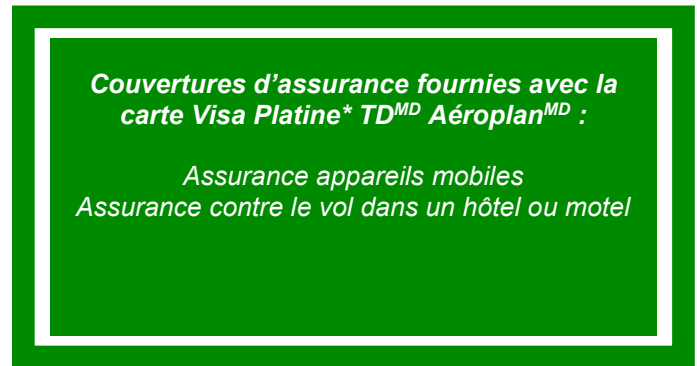 Couvertures d’assurance fournies avec la
carte Visa Platine* TDMD AéroplanMD :
Assurance appareils mobiles
Assurance contre le vol dans un hôtel ou motel